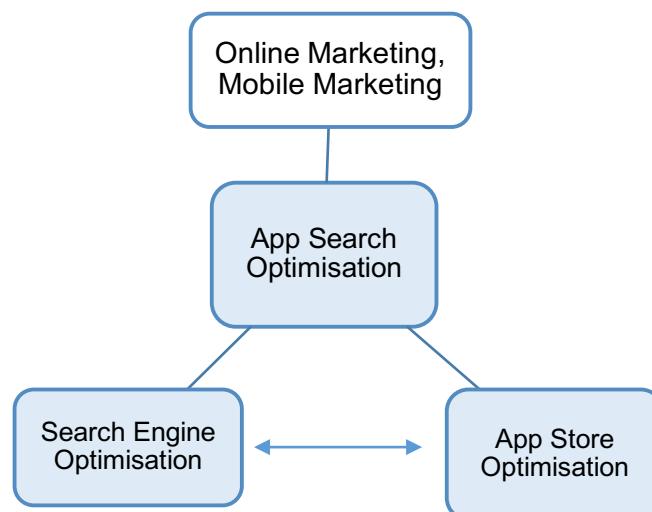 Online Marketing,
Mobile Marketing
App Search
Optimisation
Search Engine
Optimisation
App Store
Optimisation